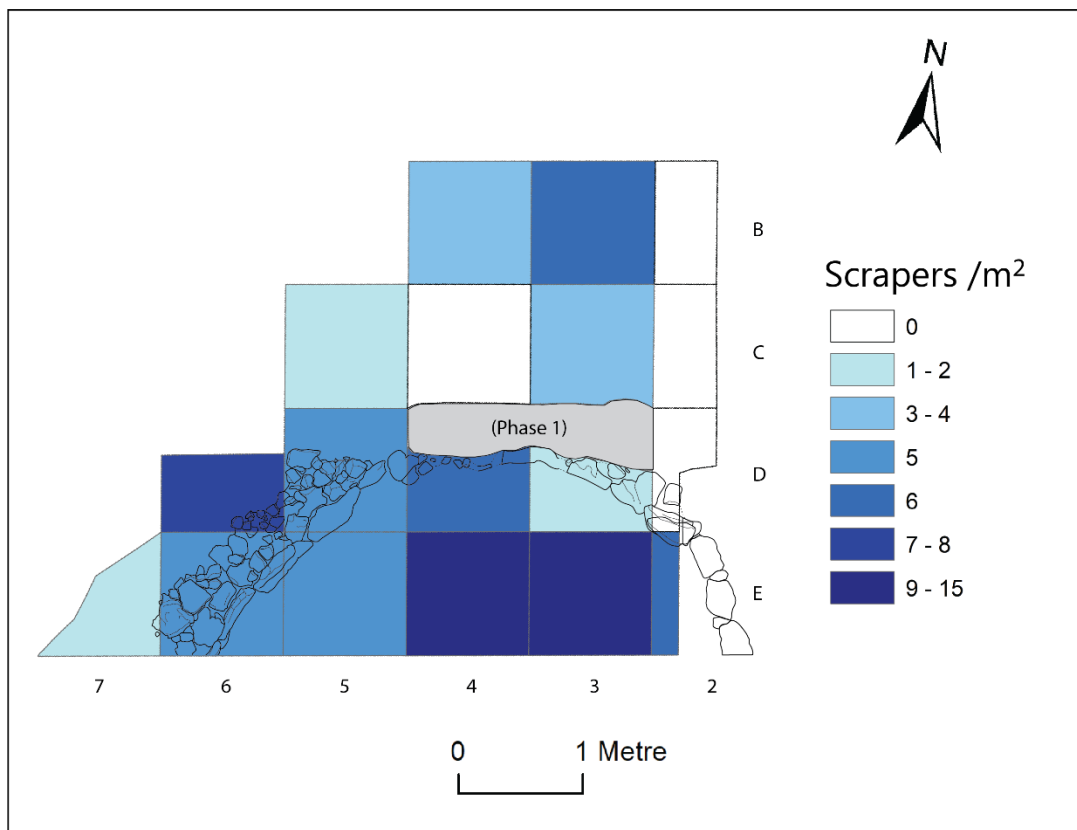 N
B
C
(Phase 1)
D
E
7 6 5 4 3 2
Scrapers /m²
0
1 - 2
3 - 4
5
6
7 - 8
9 - 15
0 1 Metre